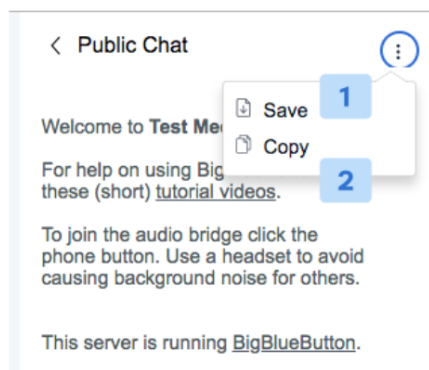 Public Chat
Save 1
Copy
2
Welcome to Test Me
For help on using Big
these (short) tutorial videos.
To join the audio bridge click the
phone button. Use a headset to avoid
causing background noise for others.
This server is running BigBlueButton.